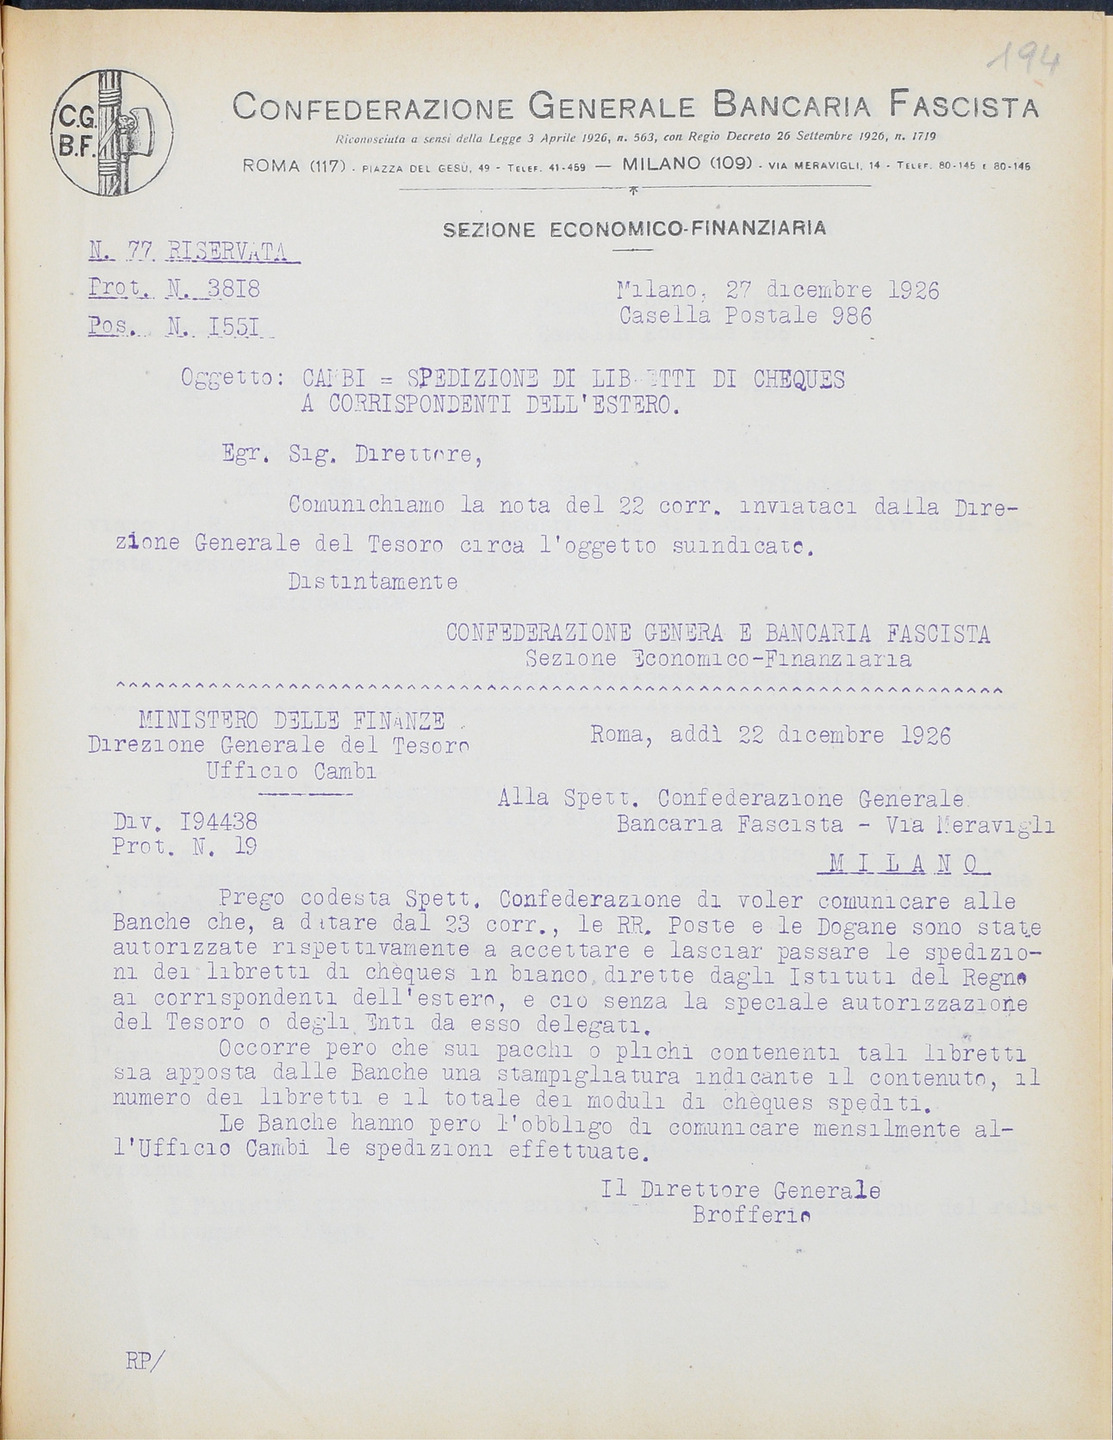 194
C.G.
B.F.
CONFEDERAZIONE GENERALE BANCARIA FASCISTA
Riconosciuta a sensi della Legge 3 Aprile 1926, n. 563, con Regio Decreto 26 Settembre 1926, n. 1719
ROMA (117) - PIAZZA DEL GESÙ, 49 - TELEF. 41-459 — MILANO (109) - VIA MERAVIGLI, 14 - TELEF. 80-145 E 80-146
SEZIONE ECONOMICO-FINANZIARIA
N. 77 RISERVATA
Prot. N. 3818
Milano, 27 dicembre 1926
Casella Postale 986
Pos. N. I55I
Oggetto: CAMBI = SPEDIZIONE DI LIBRETTI DI CHEQUES
A CORRISPONDENTI DELL'ESTERO.
Egr. Sig. Direttore,
Comunichiamo la nota del 22 corr. inviataci dalla Dire-
zione Generale del Tesoro circa l'oggetto suindicato.
Distintamente
CONFEDERAZIONE GENERA E BANCARIA FASCISTA
Sezione Economico-Finanziaria
^^^^^^^^^^^^^^^^^^^^^^^^^^^^^^^^^^^^^^^^^^^^^^^^^^^^^^^^^^^^^^^^^^^^^^
MINISTERO DELLE FINANZE
Direzione Generale del Tesoro
Ufficio Cambi
Roma, addì 22 dicembre 1926
Alla Spett. Confederazione Generale
Bancaria Fascista - Via Meravigli
MILANO
Div. I94438
Prot. N. 19
Prego codesta Spett. Confederazione di voler comunicare alle
Banche che, a datare dal 23 corr., le RR. Poste e le Dogane sono state
autorizzate rispettivamente a accettare e lasciar passare le spedizio-
ni dei libretti di chèques in bianco, dirette dagli Istituti del Regno
ai corrispondenti dell'estero, e ciò senza la speciale autorizzazione
del Tesoro o degli Enti da esso delegati.
Occorre però che sui pacchi o plichi contenenti tali libretti
sia apposta dalle Banche una stampigliatura indicante il contenuto, il
numero dei libretti e il totale dei moduli di chèques spediti.
Le Banche hanno però l'obbligo di comunicare mensilmente al-
l'Ufficio Cambi le spedizioni effettuate.
Il Direttore Generale
Brofferio
RP/